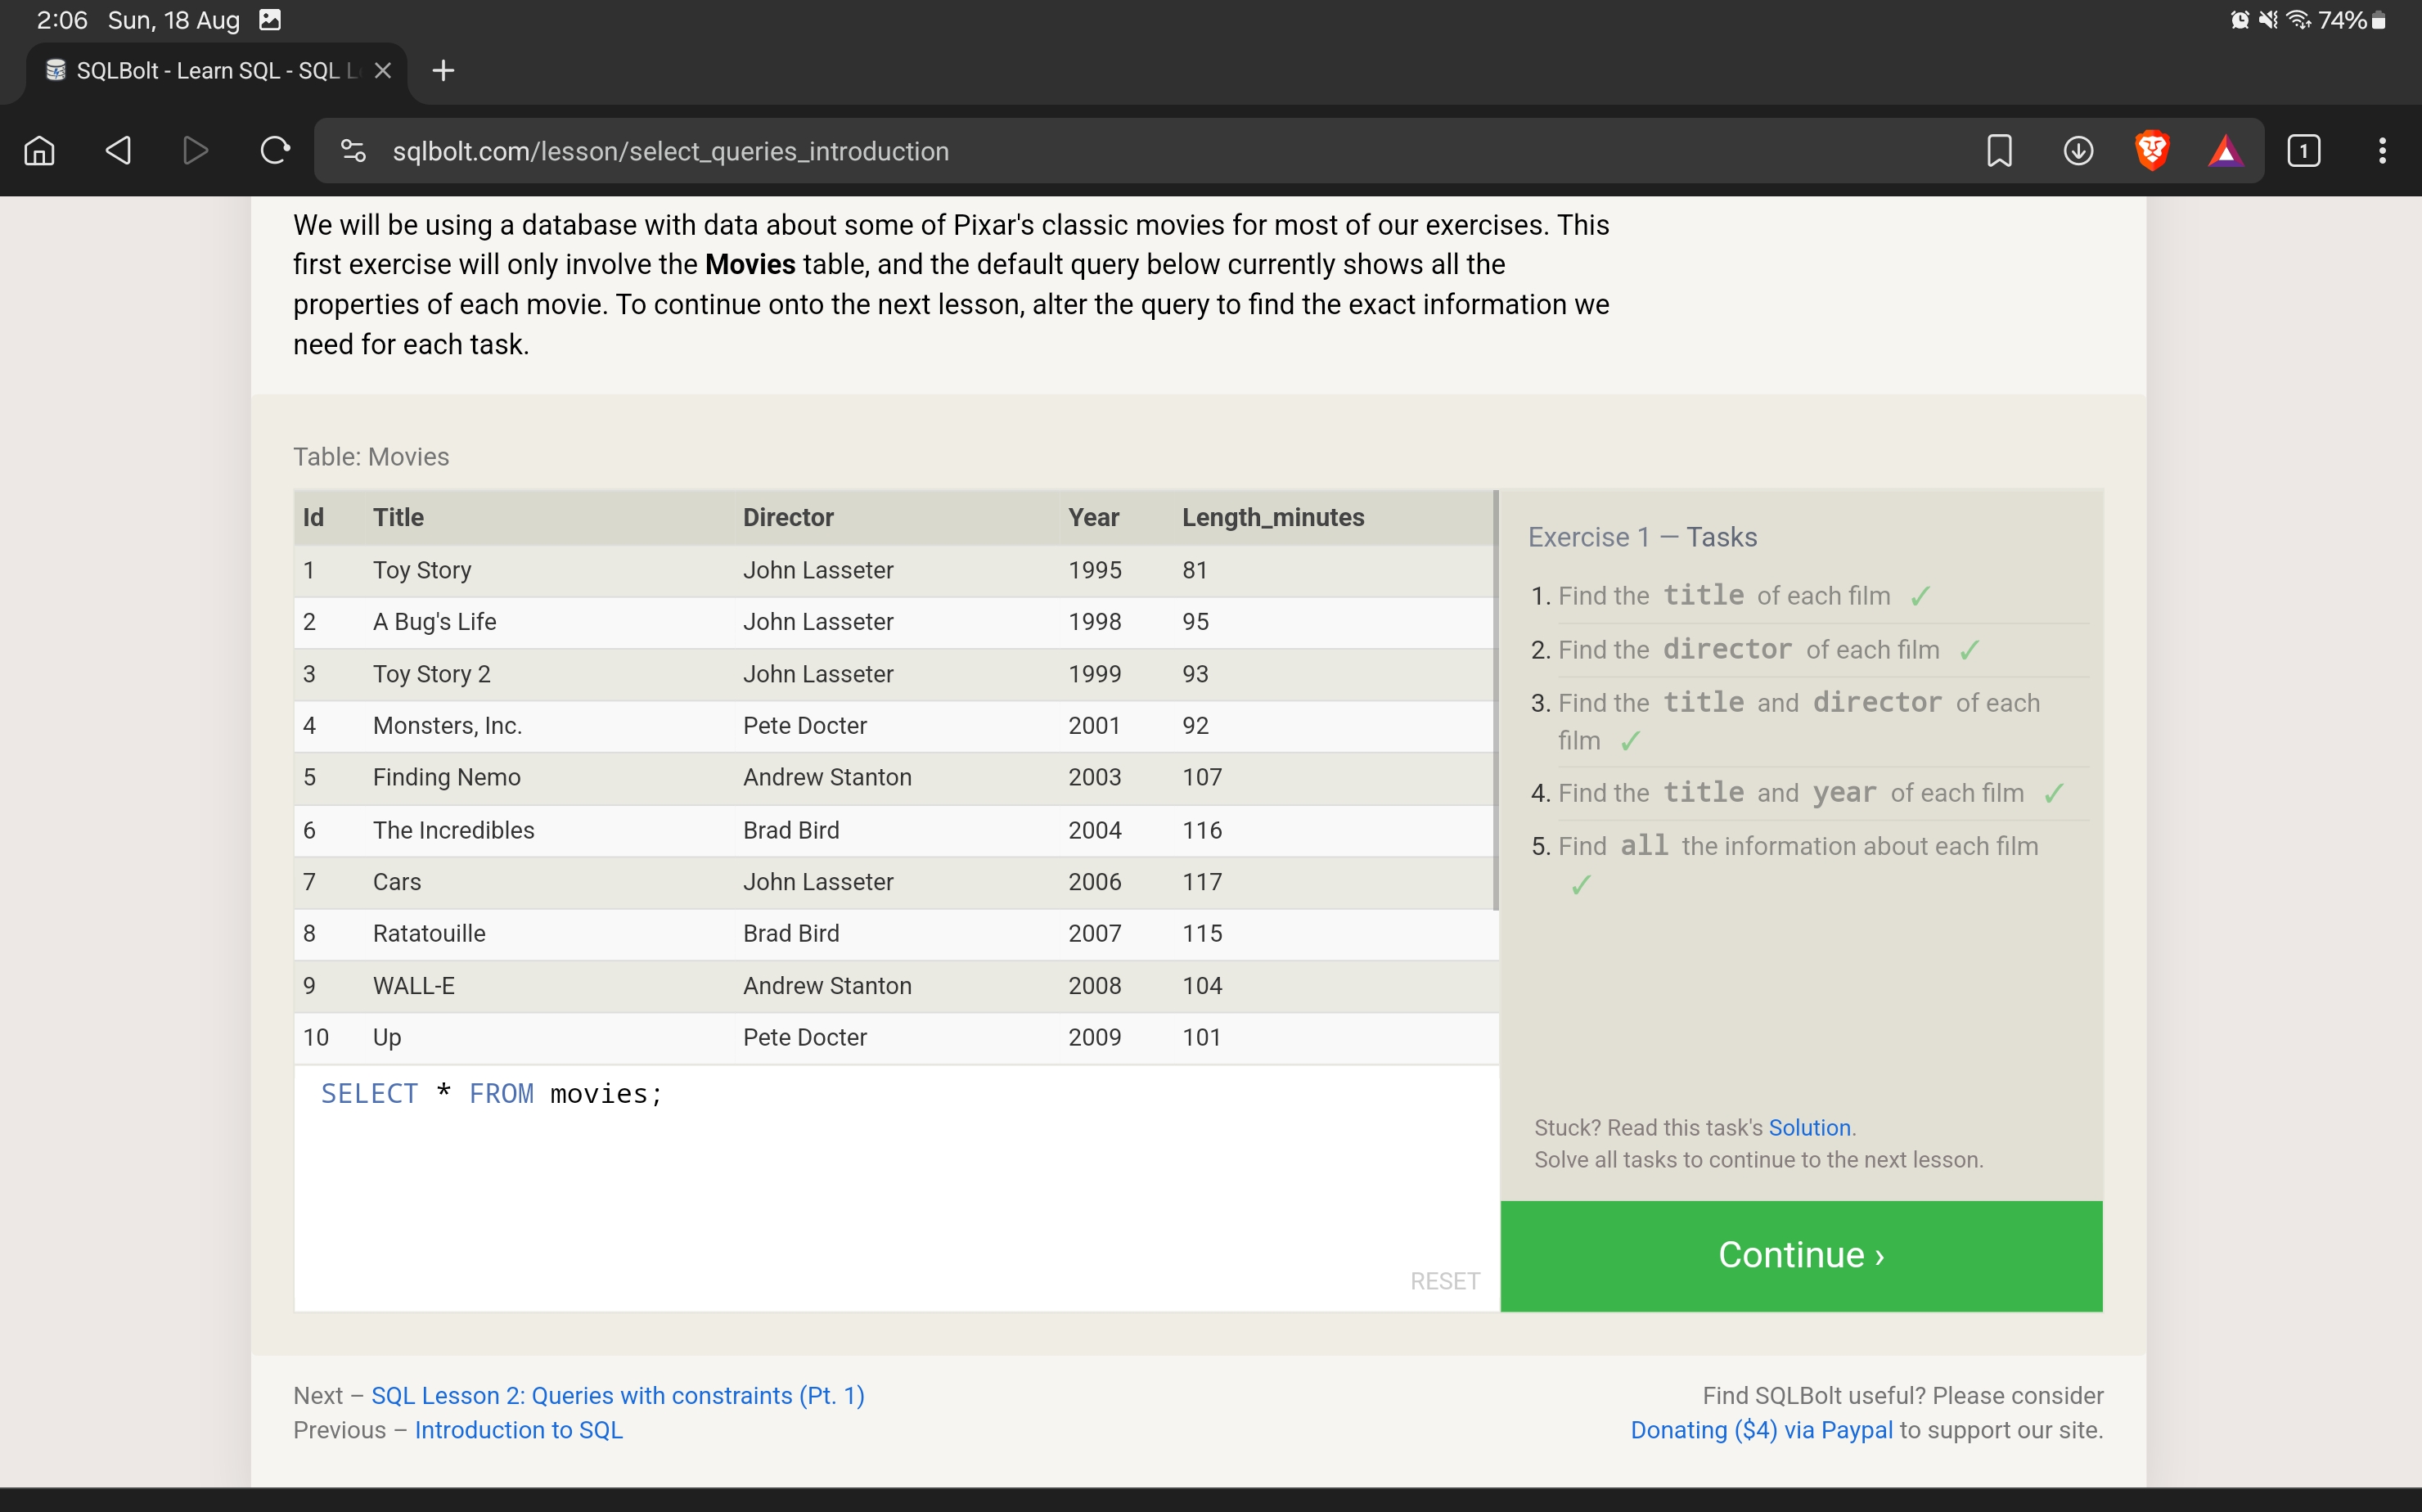 2:06 Sun, 18 Aug
74%
SQLBolt - Learn SQL - SQL L
sqlbolt.com/lesson/select_queries_introduction
1
We will be using a database with data about some of Pixar's classic movies for most of our exercises. This
first exercise will only involve the Movies table, and the default query below currently shows all the
properties of each movie. To continue onto the next lesson, alter the query to find the exact information we
need for each task.
Table: Movies
Id Title Director Year Length_minutes
1 Toy Story John Lasseter 1995 81
2 A Bug's Life John Lasseter 1998 95
3 Toy Story 2 John Lasseter 1999 93
4 Monsters, Inc. Pete Docter 2001 92
5 Finding Nemo Andrew Stanton 2003 107
6 The Incredibles Brad Bird 2004 116
7 Cars John Lasseter 2006 117
8 Ratatouille Brad Bird 2007 115
9 WALL-E Andrew Stanton 2008 104
10 Up Pete Docter 2009 101
SELECT * FROM movies;
RESET
Exercise 1 — Tasks
1. Find the title of each film ✓
2. Find the director of each film ✓
3. Find the title and director of each
film ✓
4. Find the title and year of each film ✓
5. Find all the information about each film
✓
Stuck? Read this task's Solution.
Solve all tasks to continue to the next lesson.
Continue ›
Next – SQL Lesson 2: Queries with constraints (Pt. 1)
Previous – Introduction to SQL
Find SQLBolt useful? Please consider
Donating ($4) via Paypal to support our site.